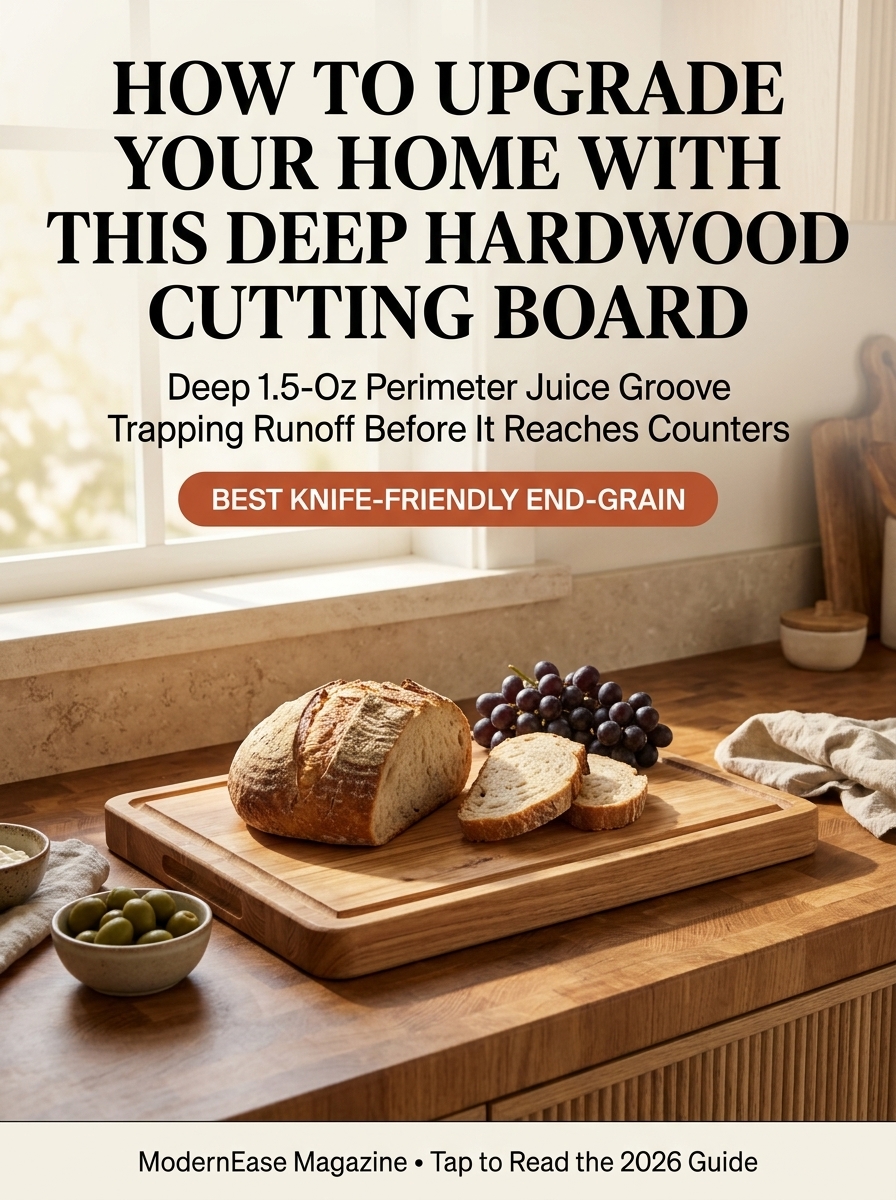 HOW TO UPGRADE
YOUR HOME WITH
THIS DEEP HARDWOOD
CUTTING BOARD
Deep 1.5-Oz Perimeter Juice Groove
Trapping Runoff Before It Reaches Counters
BEST KNIFE-FRIENDLY END-GRAIN
ModernEase Magazine • Tap to Read the 2026 Guide